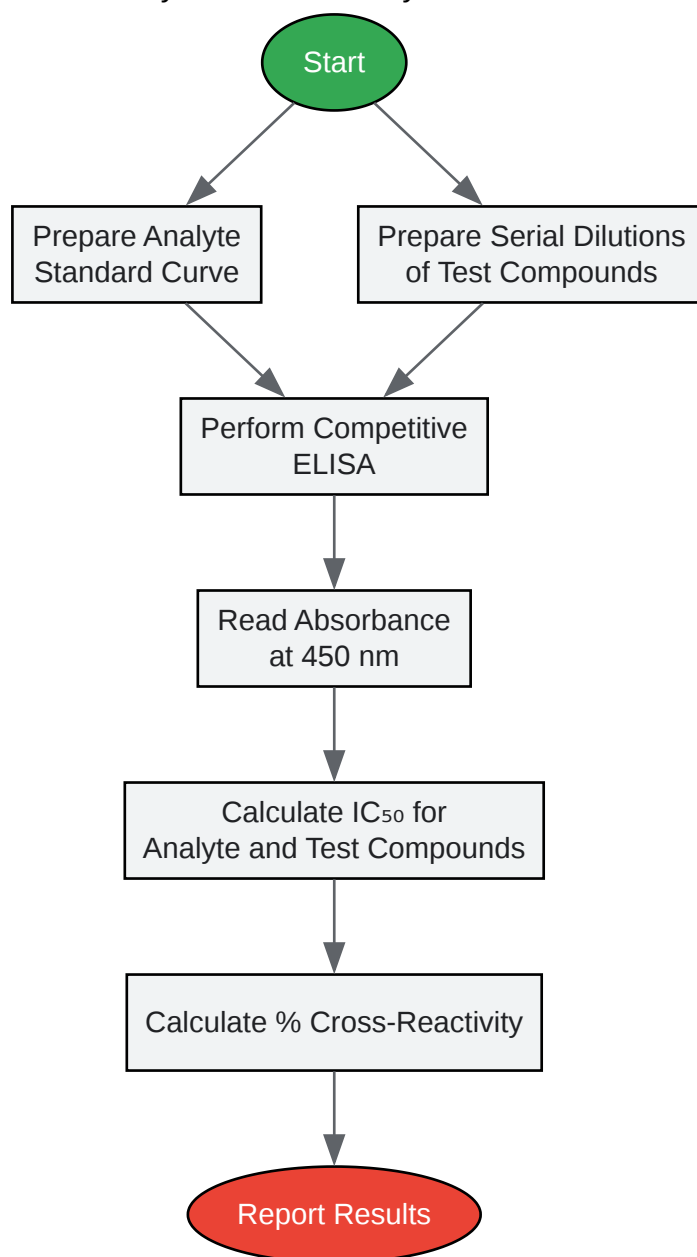 Start
Prepare Analyte
Standard Curve
Prepare Serial Dilutions
of Test Compounds
Perform Competitive
ELISA
Read Absorbance
at 450 nm
Calculate IC₅₀ for
Analyte and Test Compounds
Calculate % Cross-Reactivity
Report Results